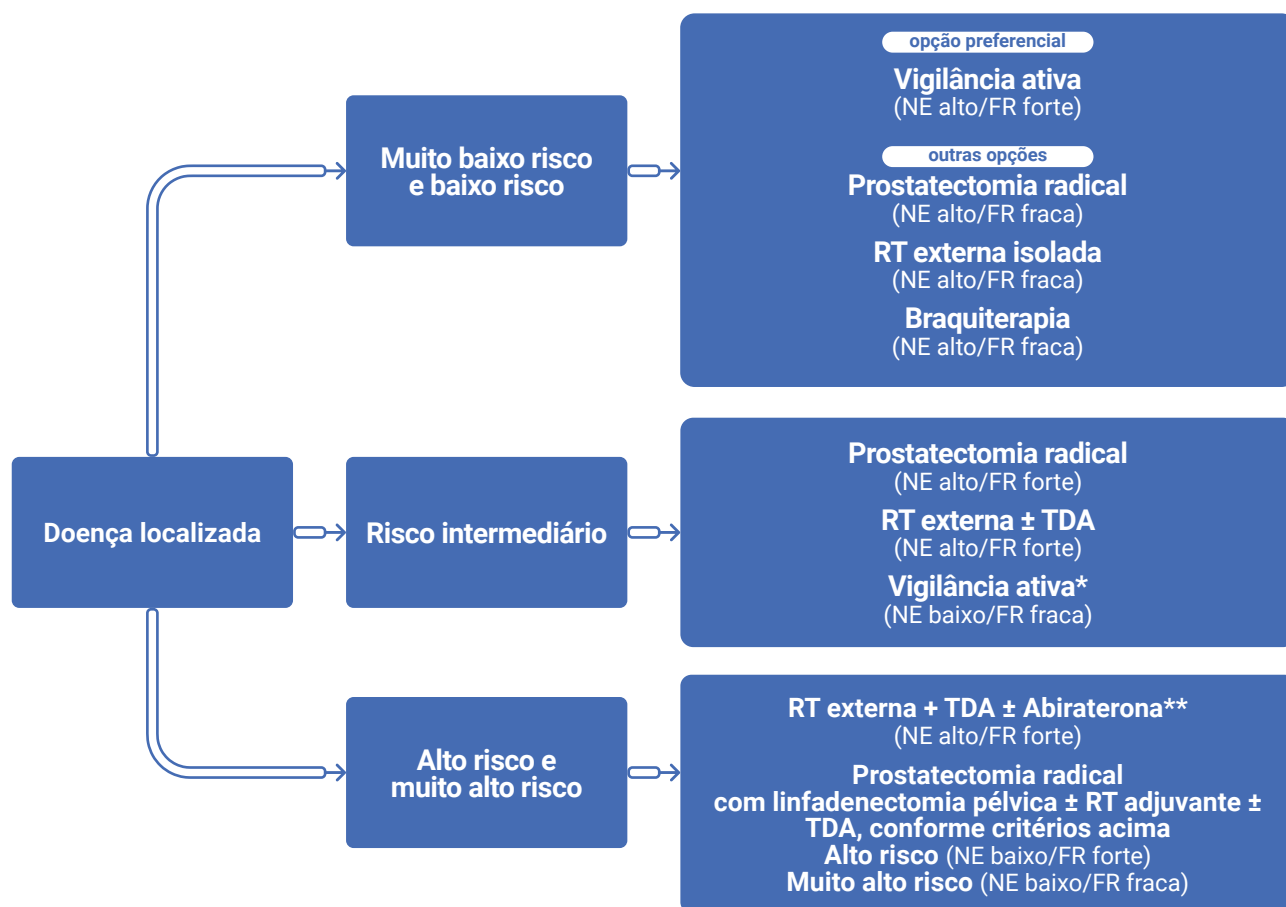 opção preferencial
Vigilância ativa
(NE alto/FR forte)
outras opções
Prostatectomia radical
(NE alto/FR fraca)
RT externa isolada
(NE alto/FR fraca)
Braquiterapia
(NE alto/FR fraca)
Muito baixo risco
e baixo risco
Doença localizada
Risco intermediário
Prostatectomia radical
(NE alto/FR forte)
RT externa ± TDA
(NE alto/FR forte)
Vigilância ativa*
(NE baixo/FR fraca)
Alto risco e
muito alto risco
RT externa + TDA ± Abiraterona**
(NE alto/FR forte)
Prostatectomia radical
com linfadenectomia pélvica ± RT adjuvante ±
TDA, conforme critérios acima
Alto risco (NE baixo/FR forte)
Muito alto risco (NE baixo/FR fraca)